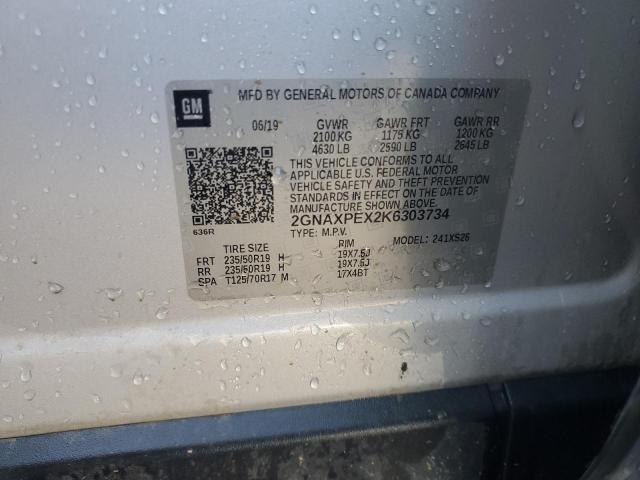 GM
MFD BY GENERAL MOTORS OF CANADA COMPANY
06/19 GVWR GAWR FRT GAWR RR
2100 KG 1175 KG 1200 KG
4630 LB 2590 LB 2645 LB
THIS VEHICLE CONFORMS TO ALL
APPLICABLE U.S. FEDERAL MOTOR
VEHICLE SAFETY AND THEFT PREVENTION
STANDARDS IN EFFECT ON THE DATE OF
MANUFACTURE SHOWN ABOVE.
2GNAXPEX2K6303734
636R
TYPE: M.P.V. MODEL: 241XS26
TIRE SIZE RIM
FRT 235/50R19 H 19X7.5J
RR 235/50R19 H 19X7.5J
SPA T125/70R17 M 17X4BT